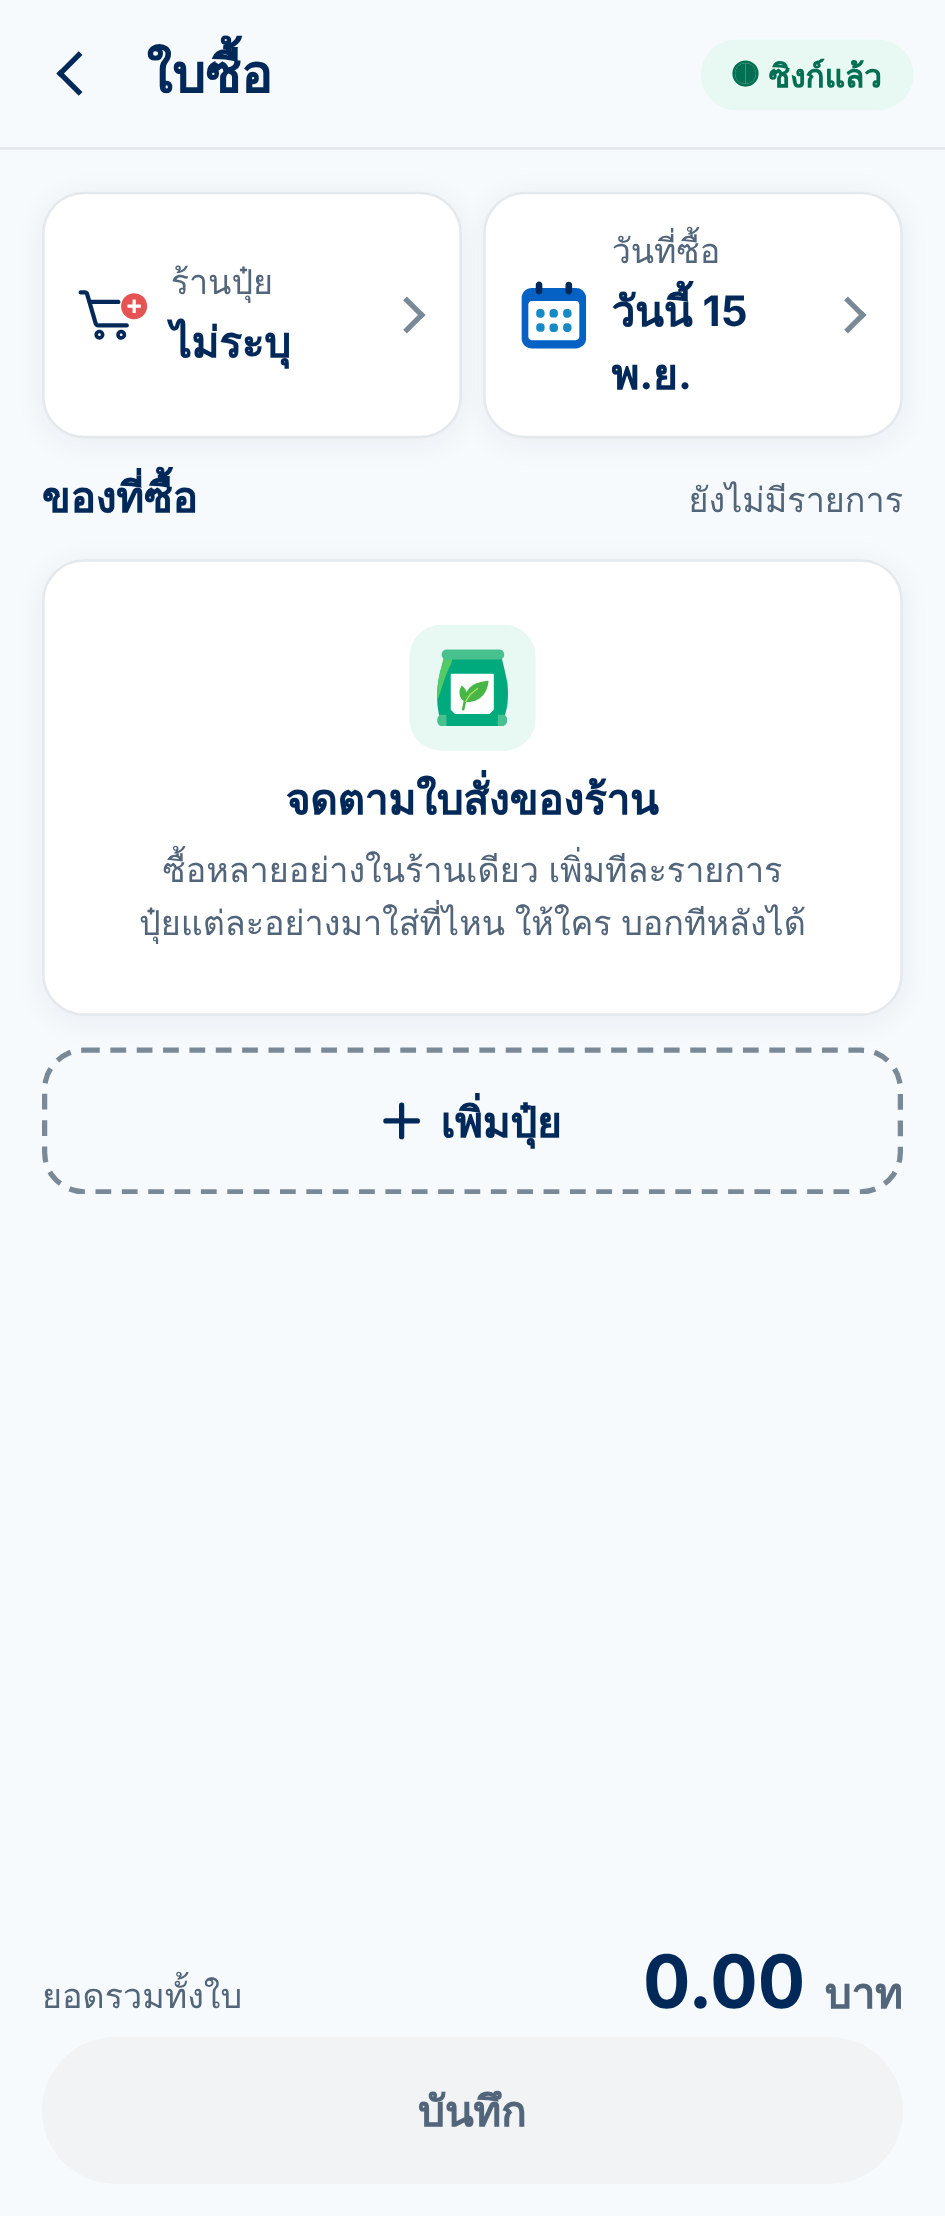 ใบซื้อ
ซิงก์แล้ว
ร้านปุ๋ย
ไม่ระบุ
วันที่ซื้อ
วันนี้ 15
พ.ย.
ของที่ซื้อ
ยังไม่มีรายการ
จดตามใบสั่งของร้าน
ซื้อหลายอย่างในร้านเดียว เพิ่มทีละรายการ
ปุ๋ยแต่ละอย่างมาใส่ที่ไหน ให้ใคร บอกทีหลังได้
เพิ่มปุ๋ย
ยอดรวมทั้งใบ
0.00 บาท
บันทึก